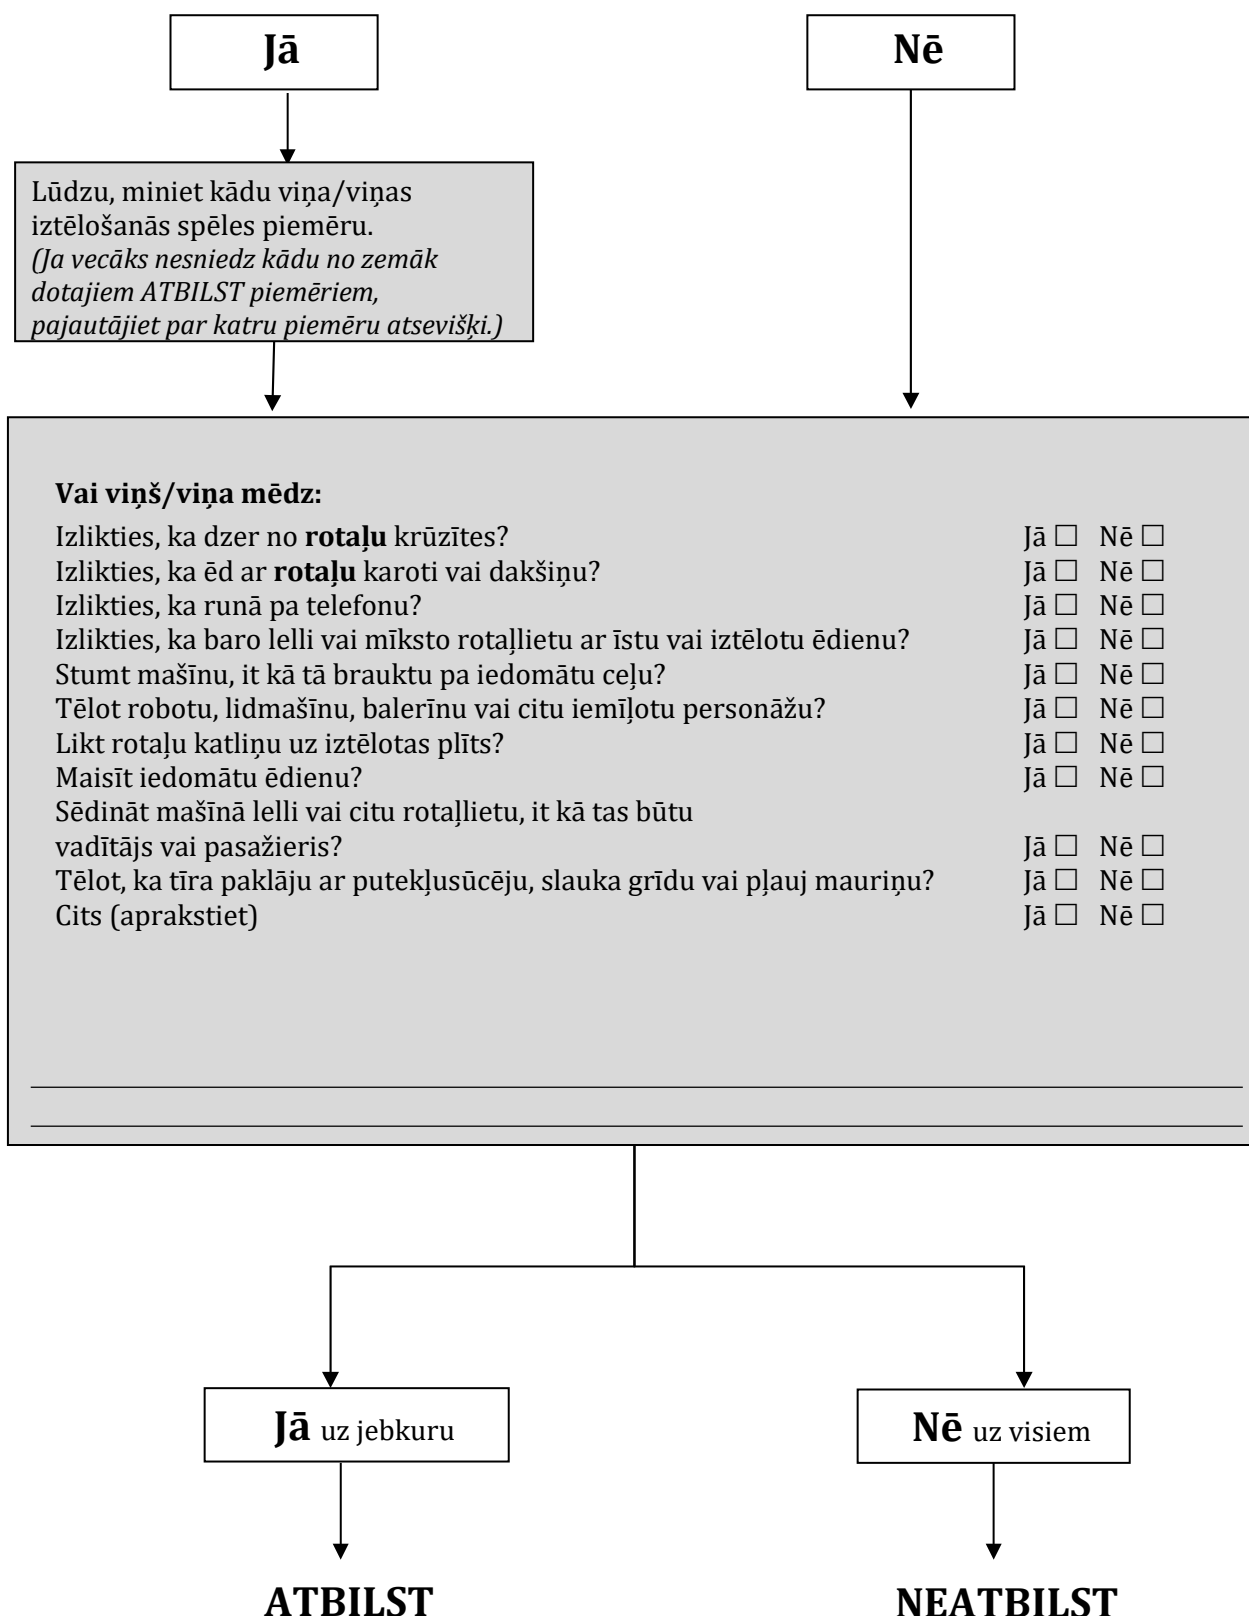 Jā
Nē
Lūdzu, miniet kādu viņa/viņas
iztēlošanās spēles piemēru.
(Ja vecāks nesniedz kādu no zemāk
dotajiem ATBILST piemēriem,
pajautājiet par katru piemēru atsevišķi.)
Vai viņš/viņa mēdz:
Izlikties, ka dzer no rotaļu krūzītes? Jā ☐ Nē ☐
Izlikties, ka ēd ar rotaļu karoti vai dakšiņu? Jā ☐ Nē ☐
Izlikties, ka runā pa telefonu? Jā ☐ Nē ☐
Izlikties, ka baro lelli vai mīksto rotaļlietu ar īstu vai iztēlotu ēdienu? Jā ☐ Nē ☐
Stumt mašīnu, it kā tā brauktu pa iedomātu ceļu? Jā ☐ Nē ☐
Tēlot robotu, lidmašīnu, balerīnu vai citu iemīļotu personāžu? Jā ☐ Nē ☐
Likt rotaļu katliņu uz iztēlotas plīts? Jā ☐ Nē ☐
Maisīt iedomātu ēdienu? Jā ☐ Nē ☐
Sēdināt mašīnā lelli vai citu rotaļlietu, it kā tas būtu
vadītājs vai pasažieris? Jā ☐ Nē ☐
Tēlot, ka tīra paklāju ar putekļusūcēju, slauka grīdu vai pļauj mauriņu? Jā ☐ Nē ☐
Cits (aprakstiet) Jā ☐ Nē ☐
Jā uz jebkuru
Nē uz visiem
ATBILST
NEATBILST